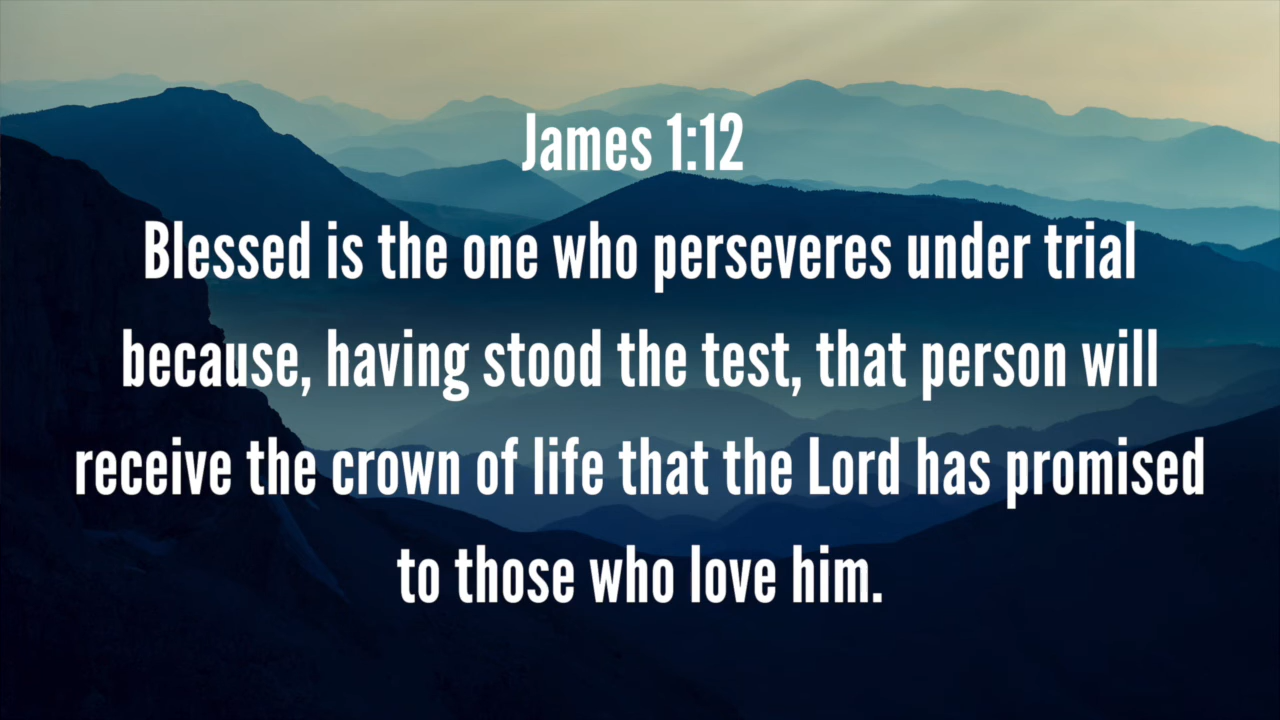 James 1:12
Blessed is the one who perseveres under trial
because, having stood the test, that person will
receive the crown of life that the Lord has promised
to those who love him.